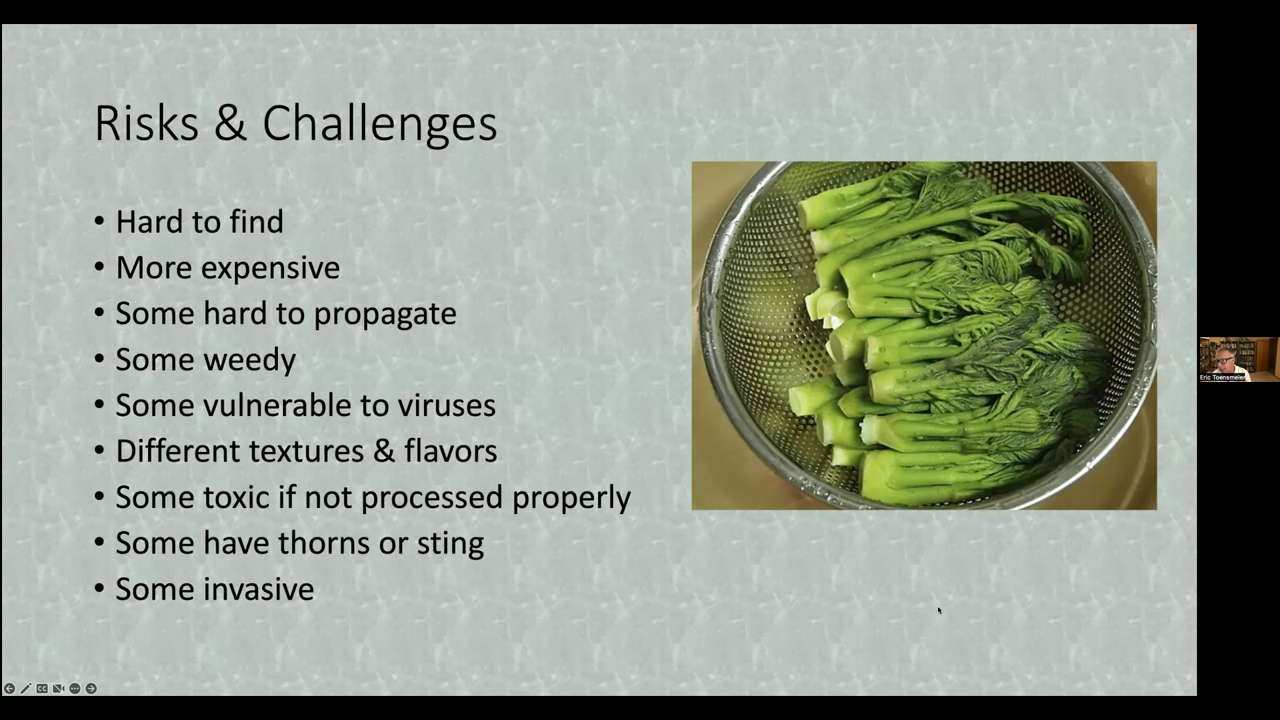 Risks & Challenges
• Hard to find
• More expensive
• Some hard to propagate
• Some weedy
• Some vulnerable to viruses
• Different textures & flavors
• Some toxic if not processed properly
• Some have thorns or sting
• Some invasive
Eric Toensmeier